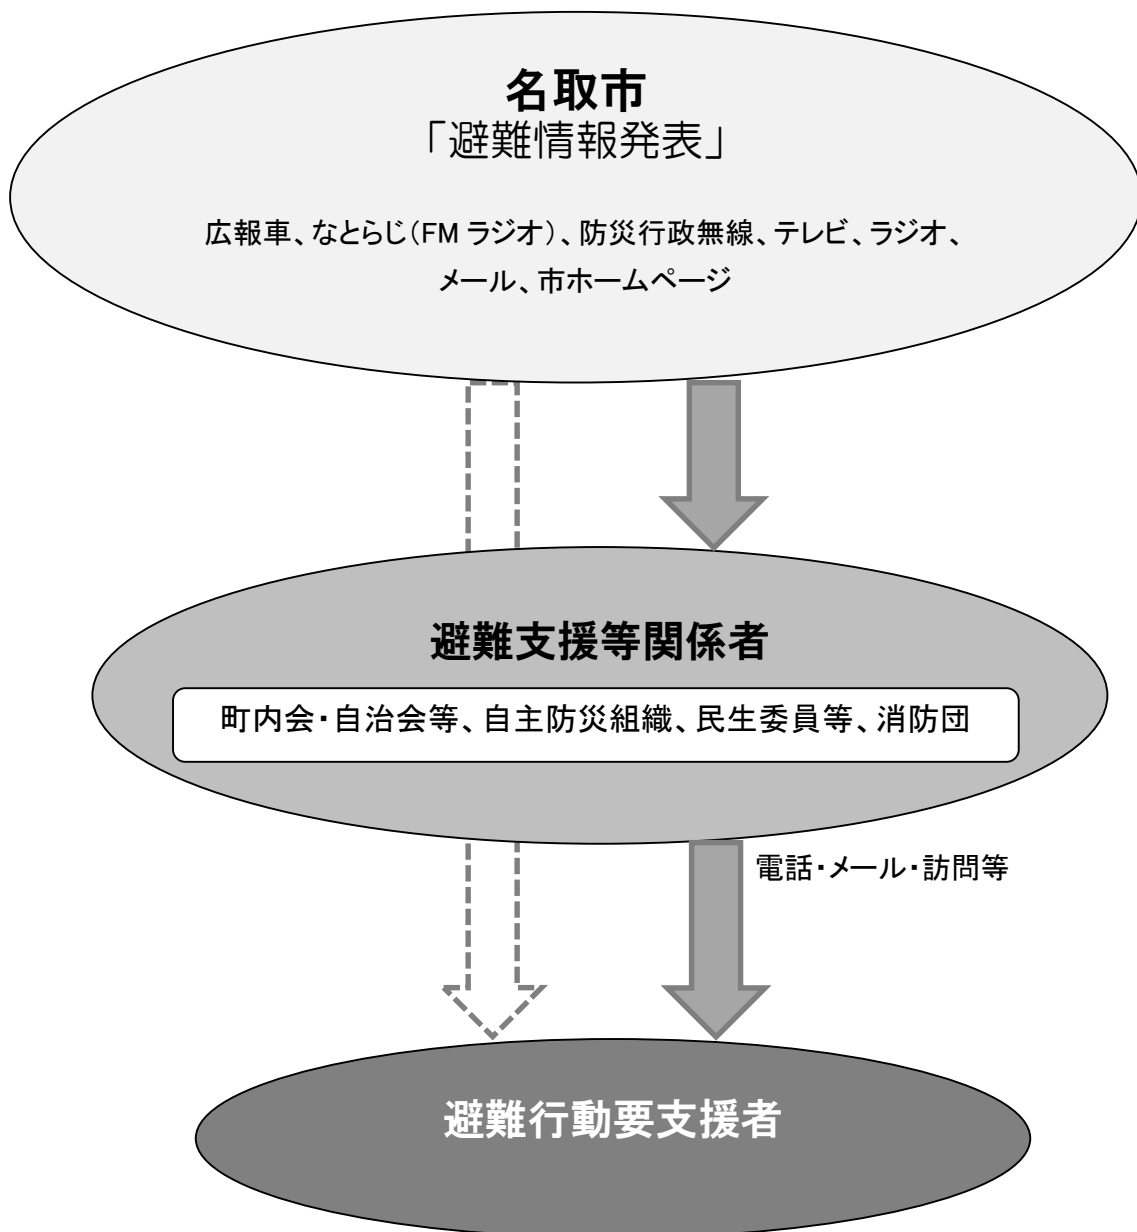 名取市
「避難情報発表」
広報車、なとらじ(FM ラジオ)、防災行政無線、テレビ、ラジオ、
メール、市ホームページ
避難支援等関係者
町内会・自治会等、自主防災組織、民生委員等、消防団
電話・メール・訪問等
避難行動要支援者